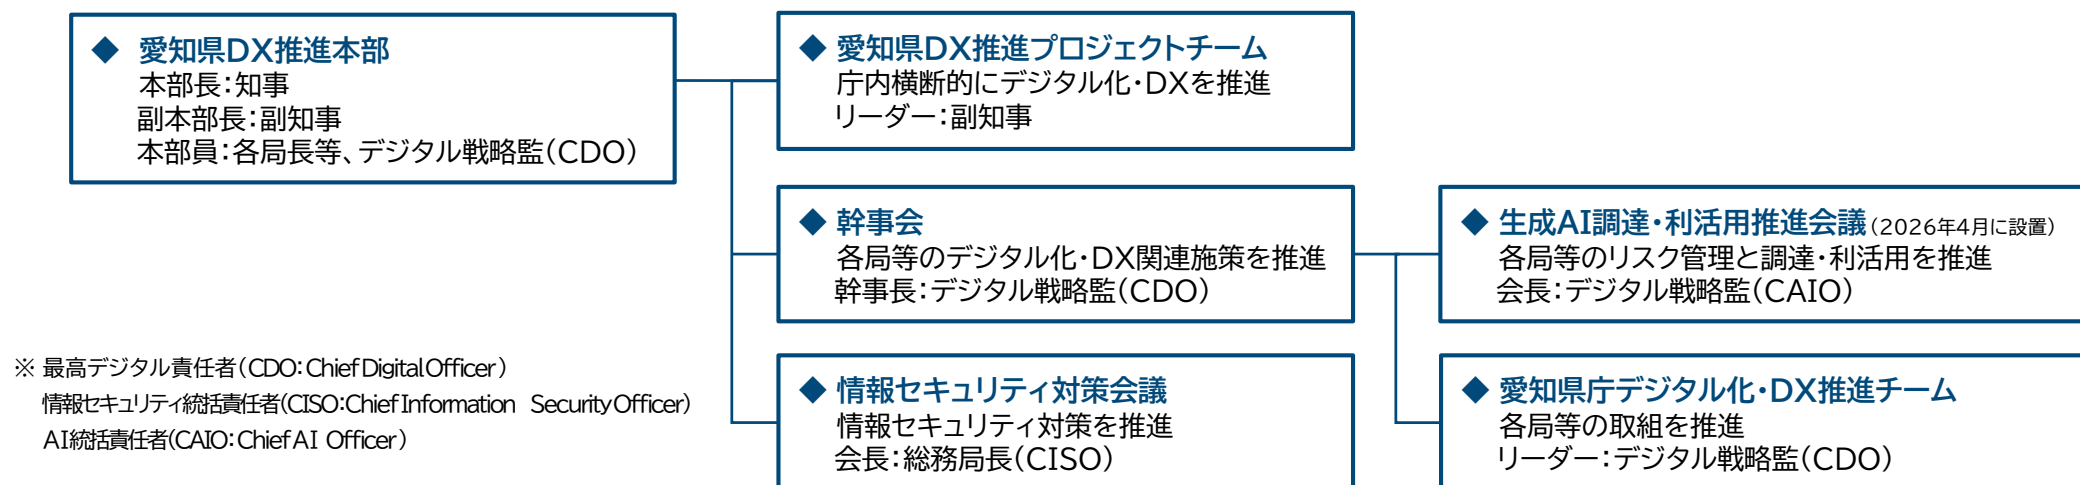 ◆ 愛知県DX推進本部
本部長：知事
副本部長：副知事
本部員：各局長等、デジタル戦略監（CDO）
◆ 愛知県DX推進プロジェクトチーム
庁内横断的にデジタル化・DXを推進
リーダー：副知事
◆ 幹事会
各局等のデジタル化・DX関連施策を推進
幹事長：デジタル戦略監（CDO）
◆ 生成AI調達・利活用推進会議（2026年4月に設置）
各局等のリスク管理と調達・利活用を推進
会長：デジタル戦略監（CAIO）
◆ 情報セキュリティ対策会議
情報セキュリティ対策を推進
会長：総務局長（CISO）
◆ 愛知県庁デジタル化・DX推進チーム
各局等の取組を推進
リーダー：デジタル戦略監（CDO）
※ 最高デジタル責任者（CDO：Chief Digital Officer）
情報セキュリティ統括責任者（CISO：Chief Information Security Officer）
AI統括責任者（CAIO：Chief AI Officer）